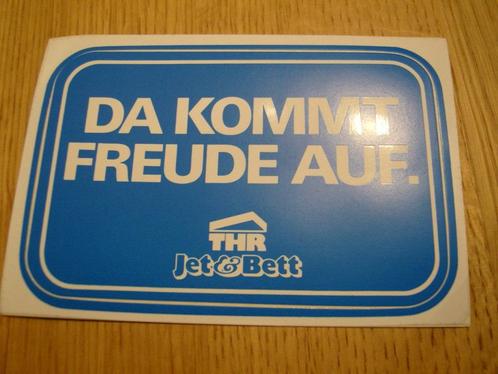 DA KOMMT
FREUDE AUF.
THR
Jet&Bett